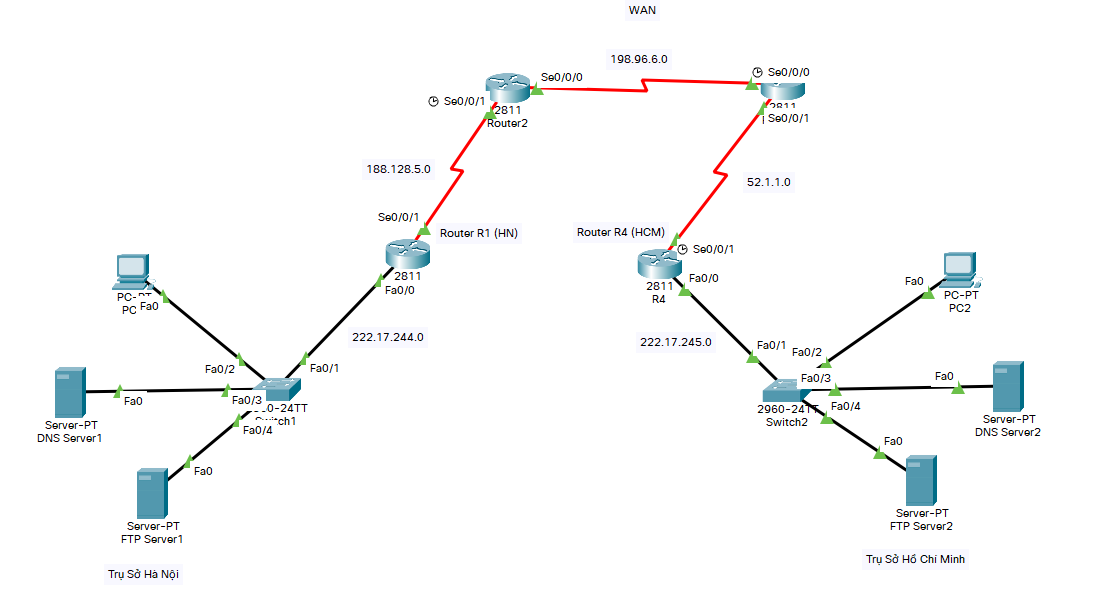 WAN
198.96.6.0
Se0/0/0
Se0/0/0
Se0/0/1
2811
Router2
2811
Se0/0/1
188.128.5.0
52.1.1.0
Se0/0/1
Router R1 (HN)
Router R4 (HCM)
Se0/0/1
2811
Fa0/0
Fa0/0
2811
R4
PC-PT
PC
Fa0
Fa0
PC-PT
PC2
222.17.244.0
222.17.245.0
Fa0/2
Fa0/1
Fa0/1
Fa0/2
Fa0
Fa0/3
Fa0/3
Fa0
2960-24TT
Switch2
Fa0/4
Fa0/4
Server-PT
DNS Server1
Server-PT
DNS Server2
Fa0
Fa0
Server-PT
FTP Server1
Server-PT
FTP Server2
Trụ Sở Hà Nội
Trụ Sở Hồ Chí Minh